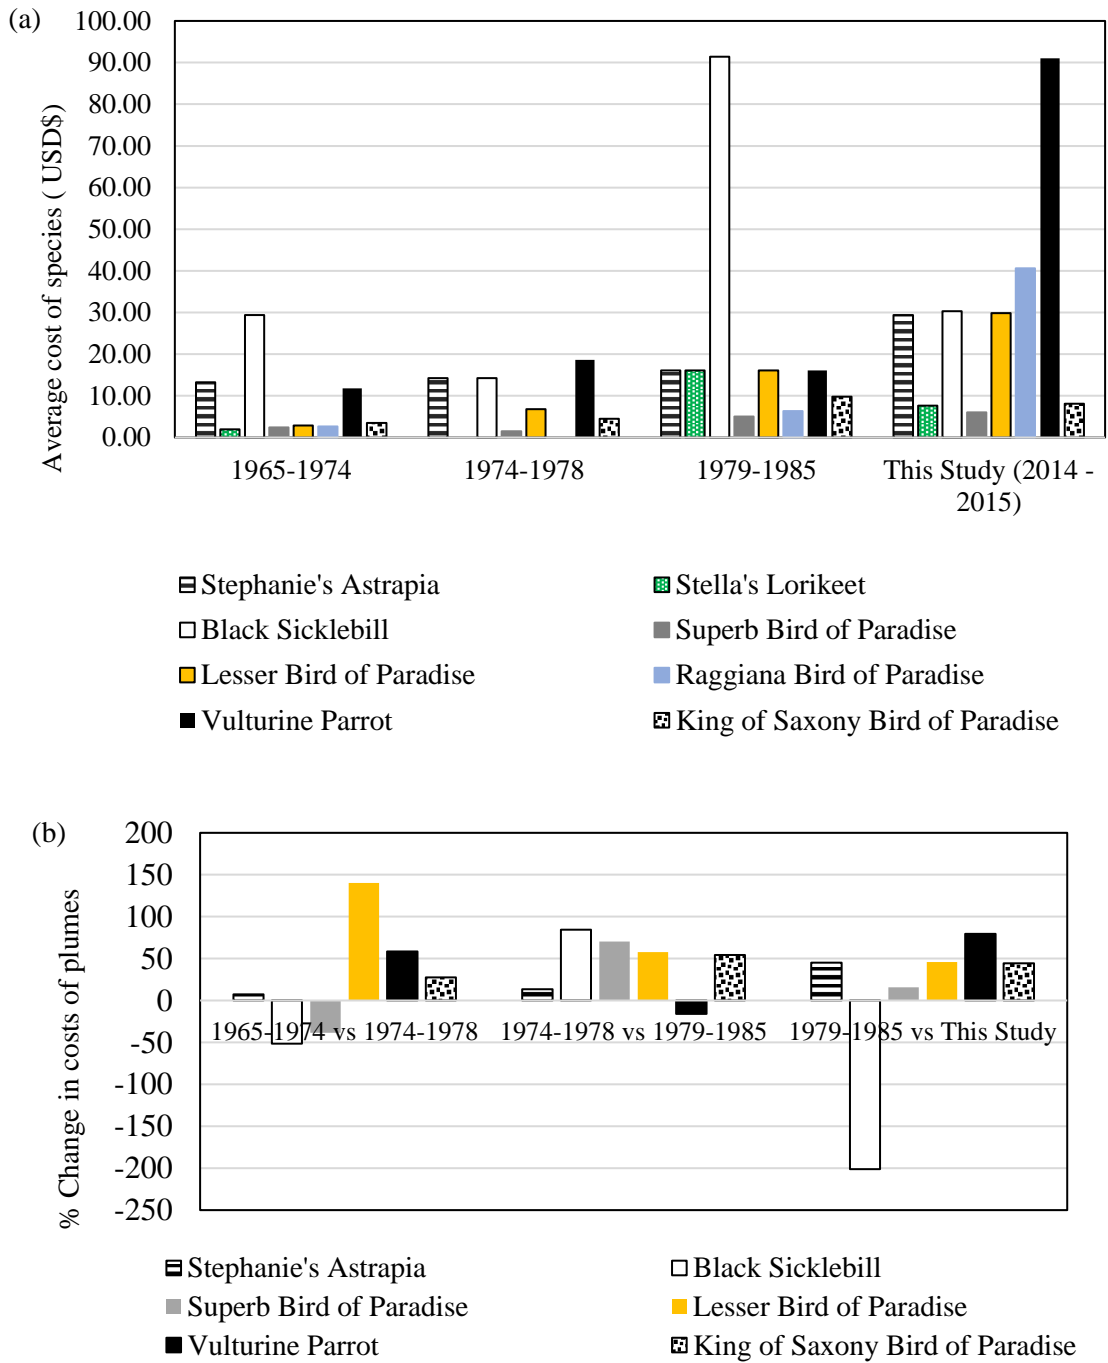 (a)
Average cost of species ( USD$)
100.00
90.00
80.00
70.00
60.00
50.00
40.00
30.00
20.00
10.00
0.00
1965-1974 1974-1978 1979-1985 This Study (2014 -
2015)
Stephanie's Astrapia Stella's Lorikeet
Black Sicklebill Superb Bird of Paradise
Lesser Bird of Paradise Raggiana Bird of Paradise
Vulturine Parrot King of Saxony Bird of Paradise
(b)
% Change in costs of plumes
200
150
100
50
0
-50
-100
-150
-200
-250
1965-1974 vs 1974-1978 1974-1978 vs 1979-1985 1979-1985 vs This Study
Stephanie's Astrapia Black Sicklebill
Superb Bird of Paradise Lesser Bird of Paradise
Vulturine Parrot King of Saxony Bird of Paradise